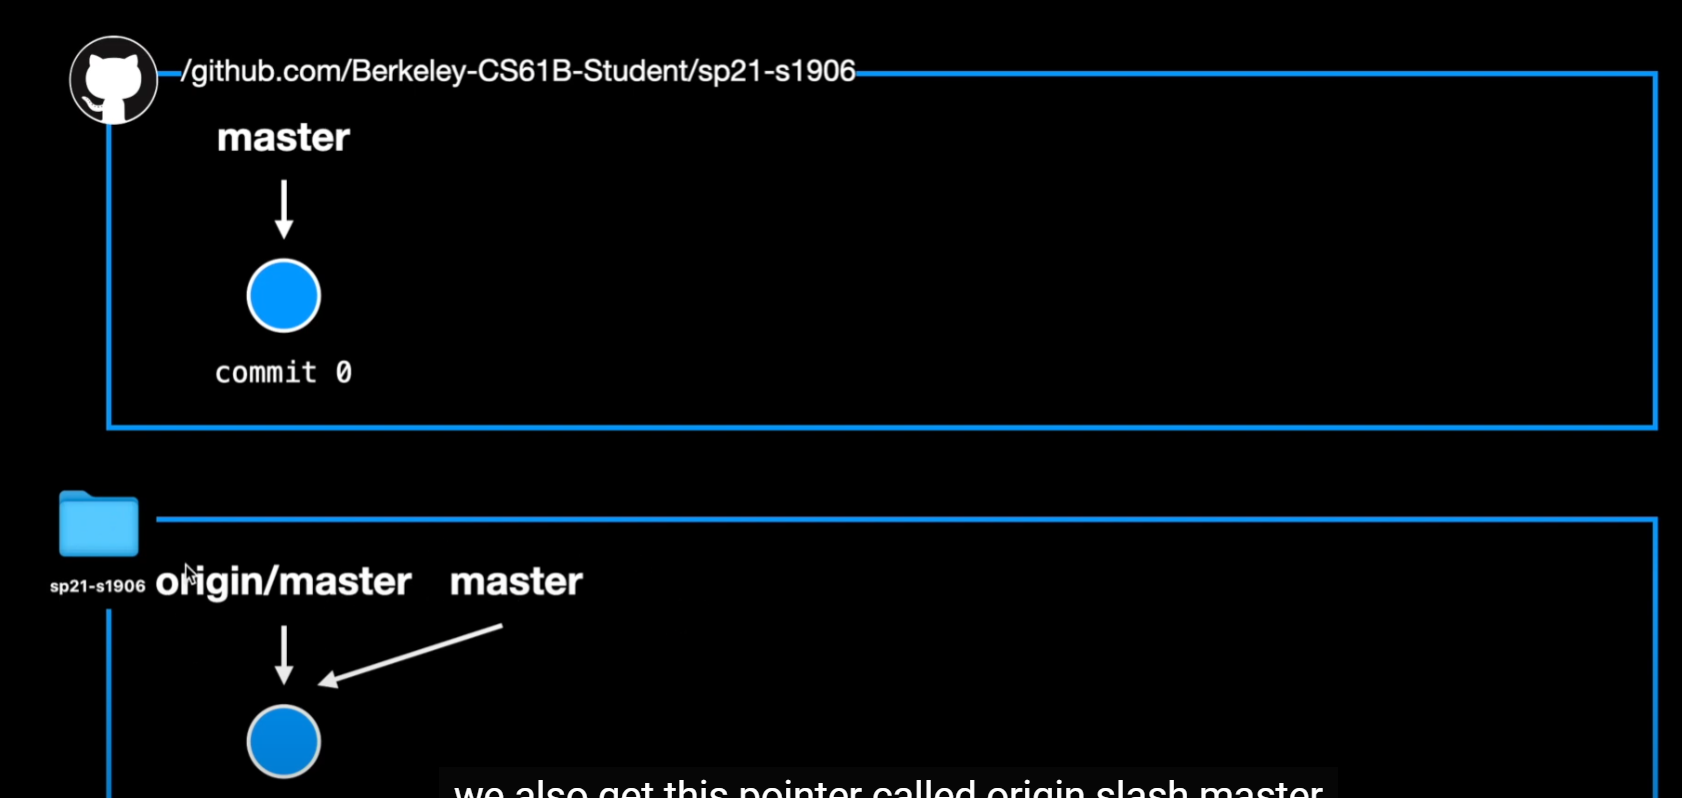 /github.com/Berkeley-CS61B-Student/sp21-s1906
master
commit 0
sp21-s1906
origin/master master
we also get this pointer called origin slash master